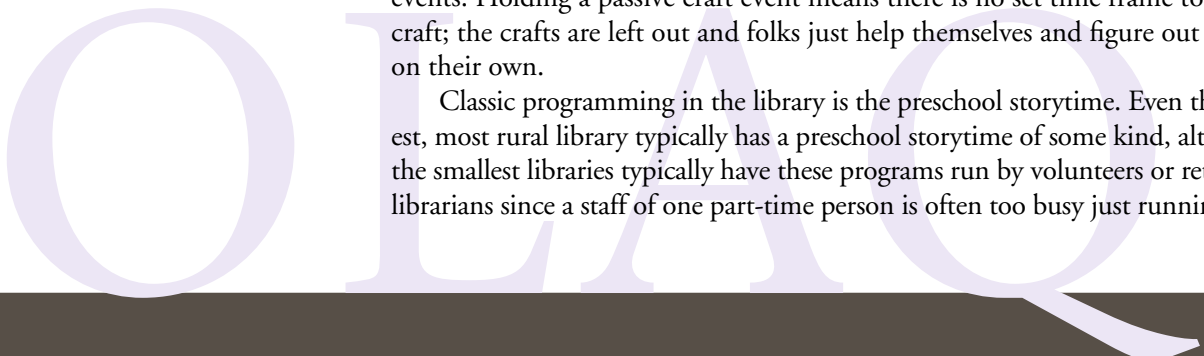 events. Holding a passive craft event means there is no set time frame to
craft; the crafts are left out and folks just help themselves and figure out
on their own.
Classic programming in the library is the preschool storytime. Even th
est, most rural library typically has a preschool storytime of some kind, alt
the smallest libraries typically have these programs run by volunteers or ret
librarians since a staff of one part-time person is often too busy just runnin
OLAQ